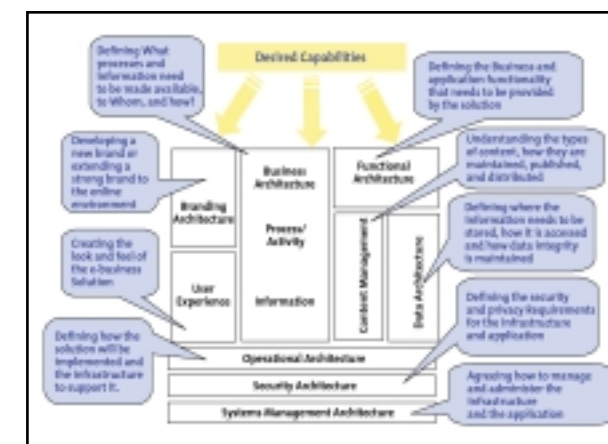 Desired Capabilities
Defining What
processes and
information need
to be made available,
to Whom, and how?
Defining the Business and
application functionality
that needs to be provided
by the solution
Developing a
new brand or
extending a
strong brand to
the online
environment
Understanding the types
of content, how they are
maintained, published,
and distributed
Branding
Architecture
Business
Architecture
Process/
Activity
Information
Functional
Architecture
Defining where the
information needs to be
stored, how it is accessed
and how data integrity
is maintained
Creating the
look and feel of
the e-business
Solution
User
Experience
Content Management
Data Architecture
Defining the security
and privacy Requirements
for the infrastructure
and application
Defining how the
solution will be
implemented and
the infrastructure
to support it.
Operational Architecture
Security Architecture
Systems Management Architecture
Agreeing how to manage
and administer the
infrastructure
and the application